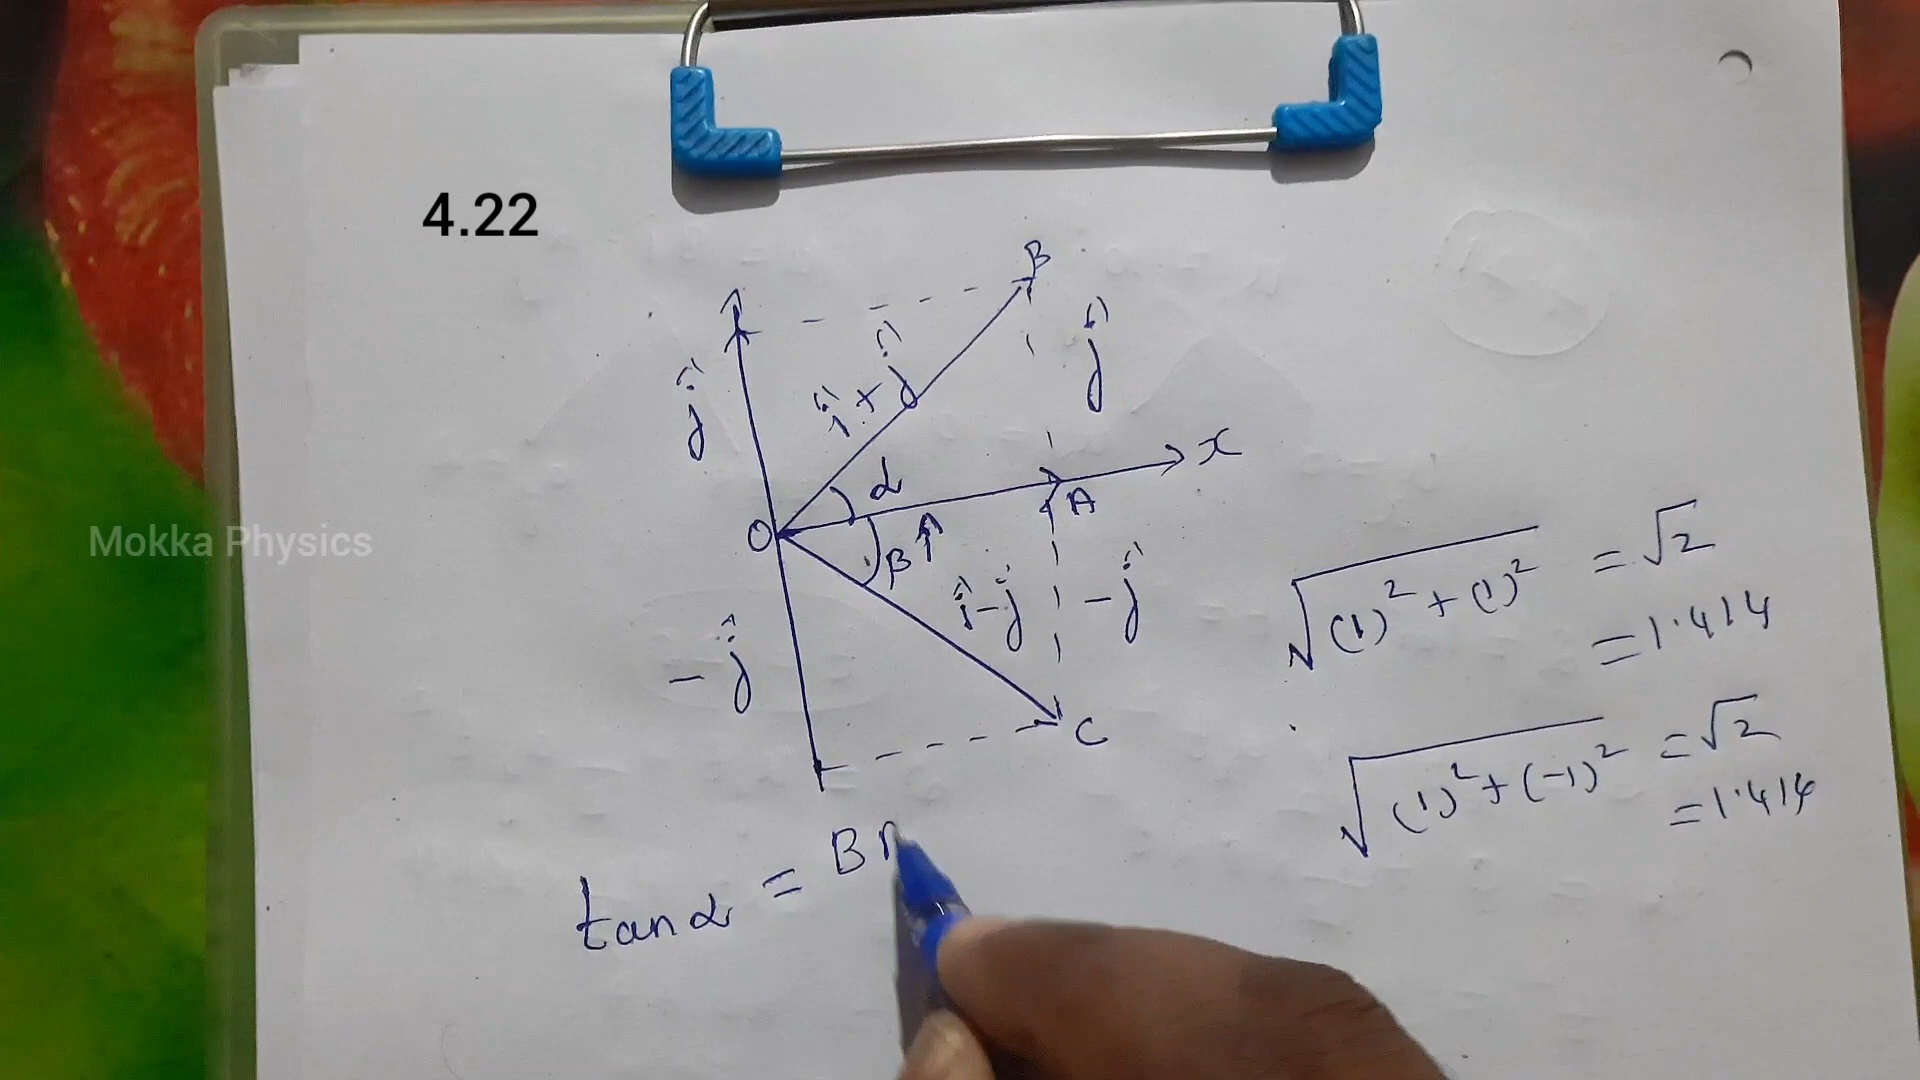 4.22
B
ĵ
î + ĵ
ĵ
α
x
O
A
β
î
î - ĵ
- ĵ
- ĵ
C
√(1)² + (1)² = √2
= 1.414
√(1)² + (-1)² = √2
= 1.414
tan α = B
Mokka Physics